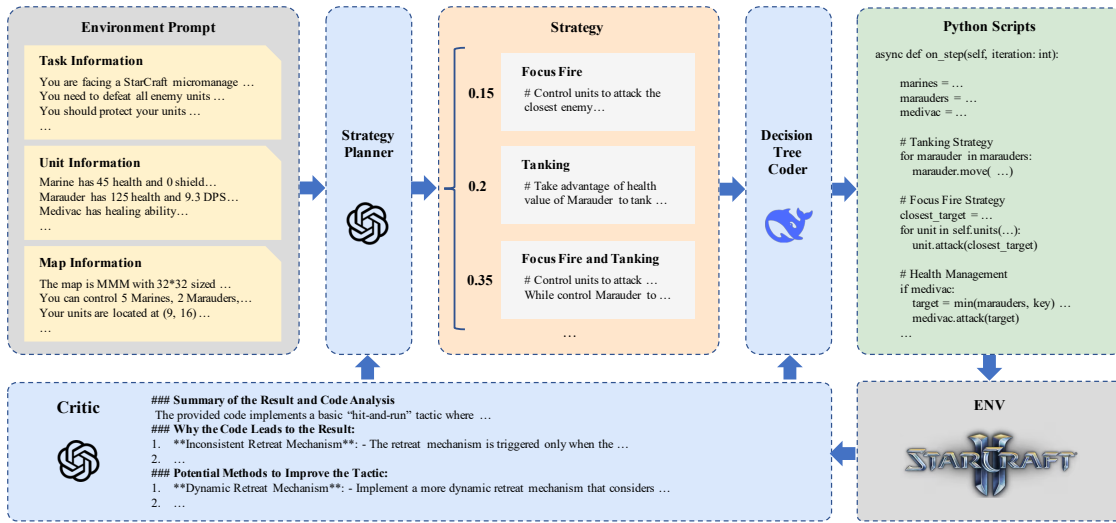 Environment Prompt
Task Information
You are facing a StarCraft micromanage …
You need to defeat all enemy units …
You should protect your units …
…
Unit Information
Marine has 45 health and 0 shield…
Marauder has 125 health and 9.3 DPS…
Medivac has healing ability…
…
Map Information
The map is MMM with 32*32 sized …
You can control 5 Marines, 2 Marauders,…
Your units are located at (9, 16) …
…
Strategy
Planner
Strategy
0.15
Focus Fire
# Control units to attack the
closest enemy…
0.2
Tanking
# Take advantage of health
value of Marauder to tank …
0.35
Focus Fire and Tanking
# Control units to attack …
While control Marauder to …
…
Decision
Tree
Coder
Python Scripts
async def on_step(self, iteration: int):
marines = …
marauders = …
medivac = …
# Tanking Strategy
for marauder in marauders:
marauder.move( …)
# Focus Fire Strategy
closest_target = …
for unit in self.units(…):
unit.attack(closest_target)
# Health Management
if medivac:
target = min(marauders, key) …
medivac.attack(target)
…
Critic
### Summary of the Result and Code Analysis
The provided code implements a basic “hit-and-run” tactic where …
### Why the Code Leads to the Result:
1. **Inconsistent Retreat Mechanism**: - The retreat mechanism is triggered only when the …
2. …
### Potential Methods to Improve the Tactic:
1. **Dynamic Retreat Mechanism**: - Implement a more dynamic retreat mechanism that considers …
2. …
ENV
STARCRAFT
II